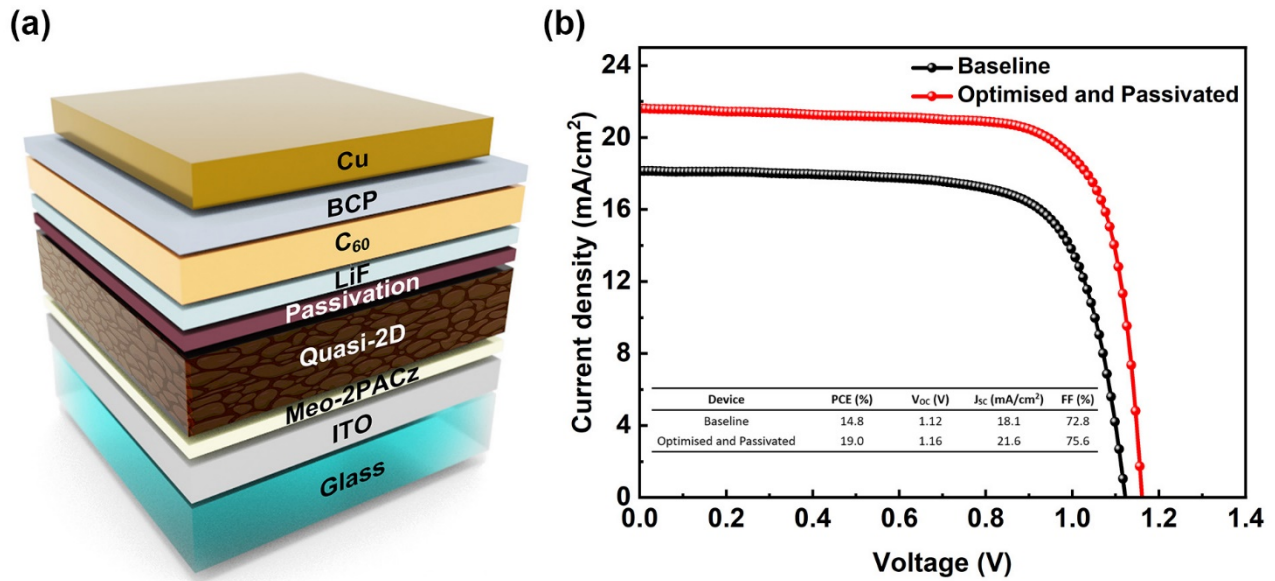 (a)
Cu
BCP
C₆₀
LiF
Passivation
Quasi-2D
Meo-2PACz
ITO
Glass
(b)
Baseline
Optimised and Passivated
Current density (mA/cm²)
24
20
16
12
8
4
0
Device PCE (%) V_OC (V) J_SC (mA/cm²) FF (%)
Baseline 14.8 1.12 18.1 72.8
Optimised and Passivated 19.0 1.16 21.6 75.6
0.0 0.2 0.4 0.6 0.8 1.0 1.2 1.4
Voltage (V)